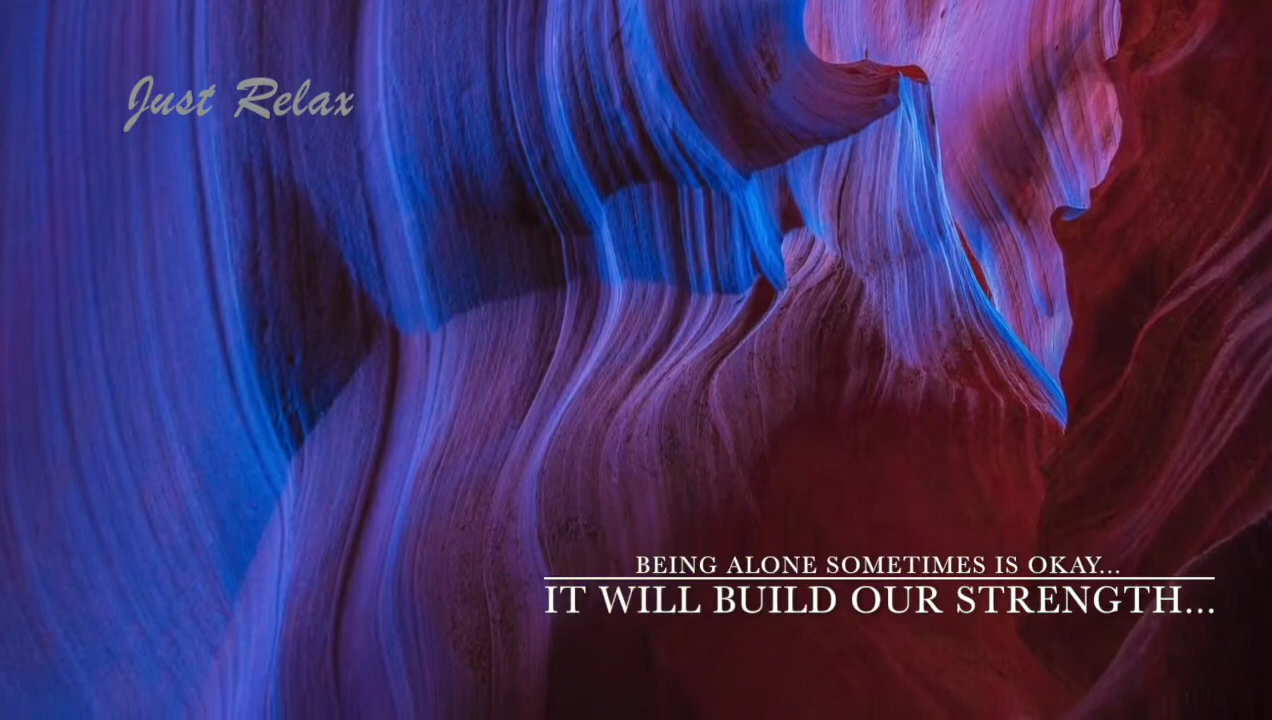 Just Relax
BEING ALONE SOMETIMES IS OKAY...
IT WILL BUILD OUR STRENGTH...